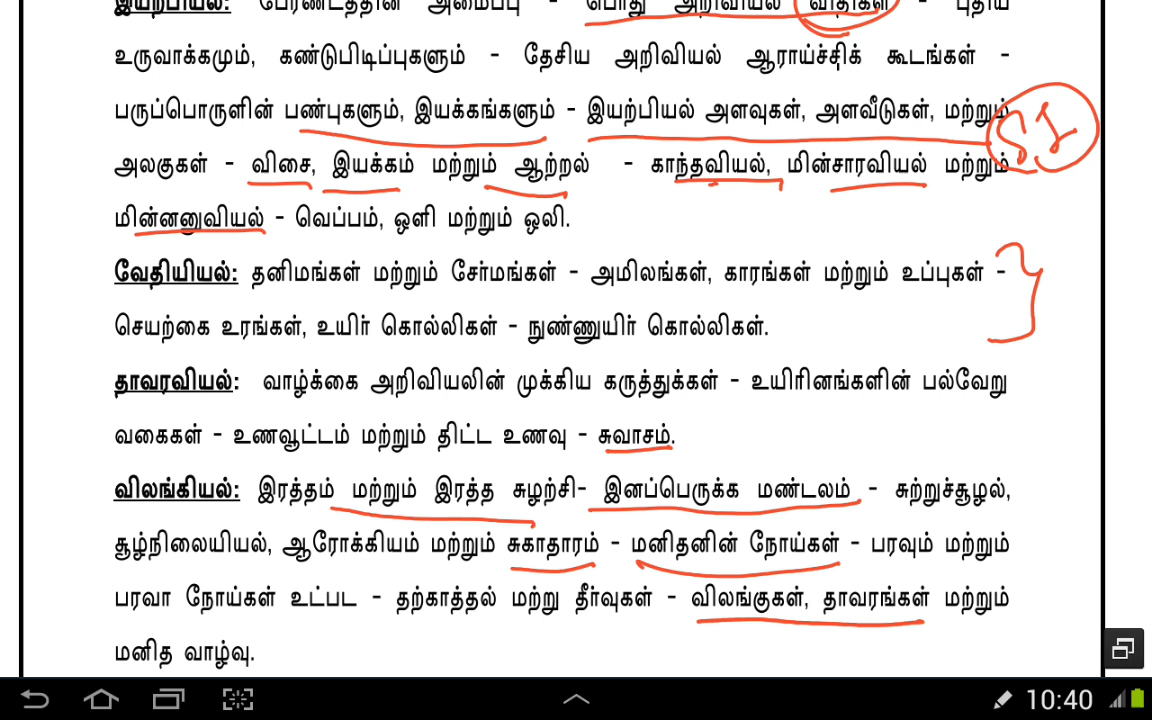 இயற்பியல்: பேரண்டத்தின் அமைப்பு - பொது அறிவியல் விதிகள் - புதிய
உருவாக்கமும், கண்டுபிடிப்புகளும் - தேசிய அறிவியல் ஆராய்ச்சிக் கூடங்கள் -
பருப்பொருளின் பண்புகளும், இயக்கங்களும் - இயற்பியல் அளவுகள், அளவீடுகள், மற்றும்
SI
அலகுகள் - விசை, இயக்கம் மற்றும் ஆற்றல் - காந்தவியல், மின்சாரவியல் மற்றும்
மின்னனுவியல் - வெப்பம், ஒளி மற்றும் ஒலி.
வேதியியல்: தனிமங்கள் மற்றும் சேர்மங்கள் - அமிலங்கள், காரங்கள் மற்றும் உப்புகள் -
செயற்கை உரங்கள், உயிர் கொல்லிகள் - நுண்ணுயிர் கொல்லிகள்.
தாவரவியல்: வாழ்க்கை அறிவியலின் முக்கிய கருத்துக்கள் - உயிரினங்களின் பல்வேறு
வகைகள் - உணவூட்டம் மற்றும் திட்ட உணவு - சுவாசம்.
விலங்கியல்: இரத்தம் மற்றும் இரத்த சுழற்சி- இனப்பெருக்க மண்டலம் - சுற்றுச்சூழல்,
சூழ்நிலையியல், ஆரோக்கியம் மற்றும் சுகாதாரம் - மனிதனின் நோய்கள் - பரவும் மற்றும்
பரவா நோய்கள் உட்பட - தற்காத்தல் மற்று தீர்வுகள் - விலங்குகள், தாவரங்கள் மற்றும்
மனித வாழ்வு.
10:40